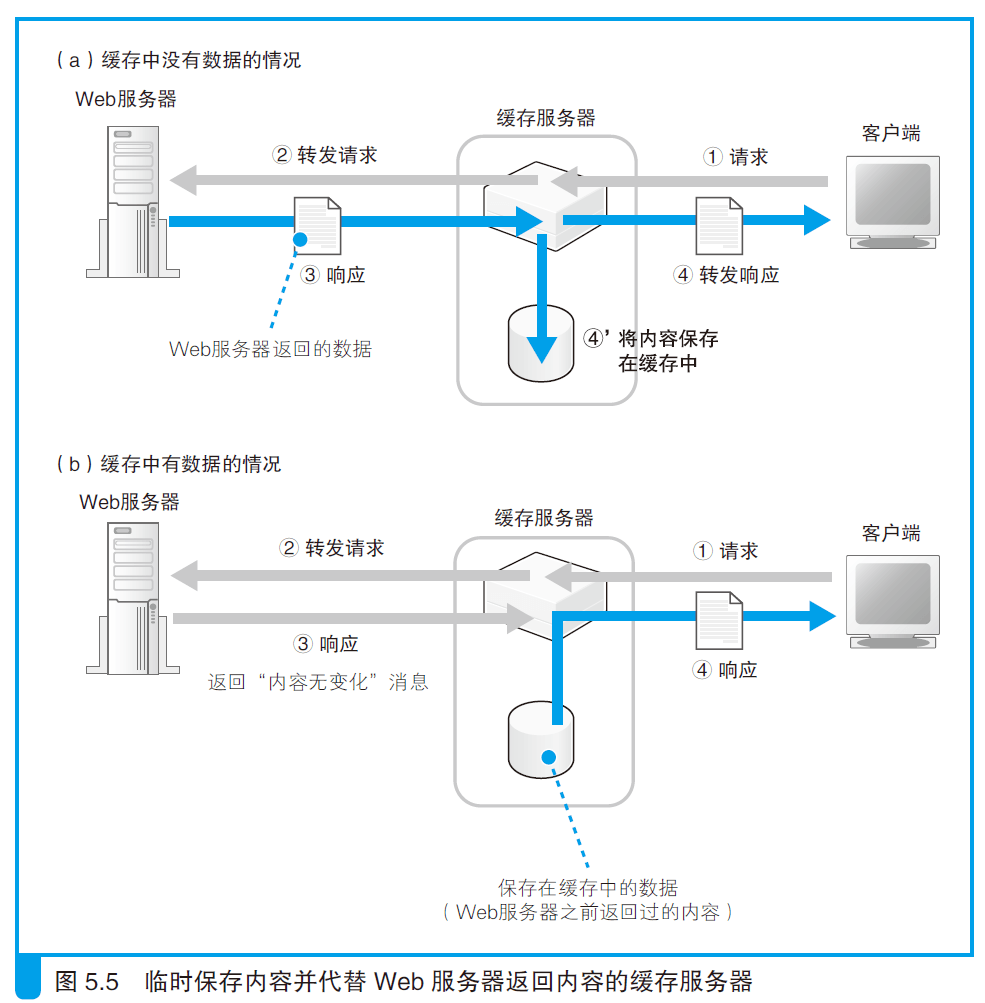 （a）缓存中没有数据的情况
Web服务器
缓存服务器
客户端
② 转发请求
① 请求
③ 响应
④ 转发响应
Web服务器返回的数据
④’ 将内容保存
在缓存中
（b）缓存中有数据的情况
Web服务器
缓存服务器
客户端
② 转发请求
① 请求
③ 响应
返回“内容无变化”消息
④ 响应
保存在缓存中的数据
（Web服务器之前返回过的内容）
图 5.5 临时保存内容并代替 Web 服务器返回内容的缓存服务器